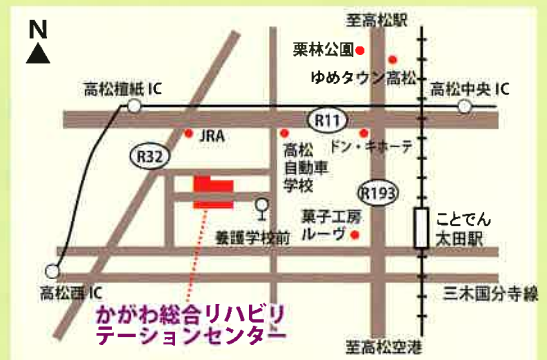 至高松駅
N
栗林公園
ゆめタウン高松
高松檀紙 IC
高松中央 IC
R11
JRA
高松
自動車
学校
ドン・キホーテ
R32
R193
菓子工房
ルーヴ
ことでん
太田駅
養護学校前
高松西 IC
三木国分寺線
かがわ総合リハビリ
テーションセンター
至高松空港